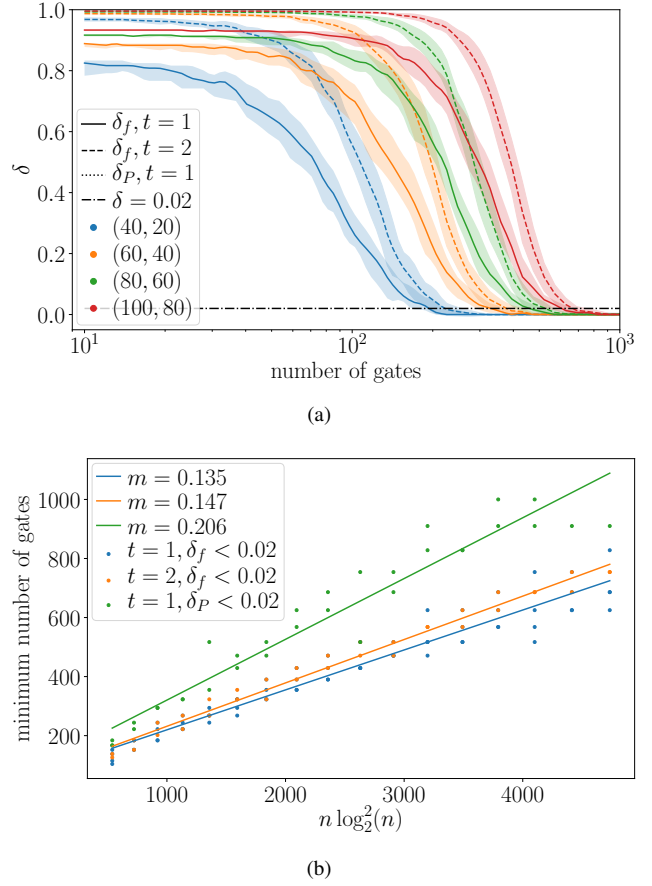 1.0
0.8
0.6
0.4
0.2
0.0
δ
δ_f, t = 1
δ_f, t = 2
δ_P, t = 1
δ = 0.02
(40, 20)
(60, 40)
(80, 60)
(100, 80)
10^1 10^2 10^3
number of gates
(a)
1000
800
600
400
200
minimum number of gates
m = 0.135
m = 0.147
m = 0.206
t = 1, δ_f < 0.02
t = 2, δ_f < 0.02
t = 1, δ_P < 0.02
1000 2000 3000 4000
n log_2^2(n)
(b)